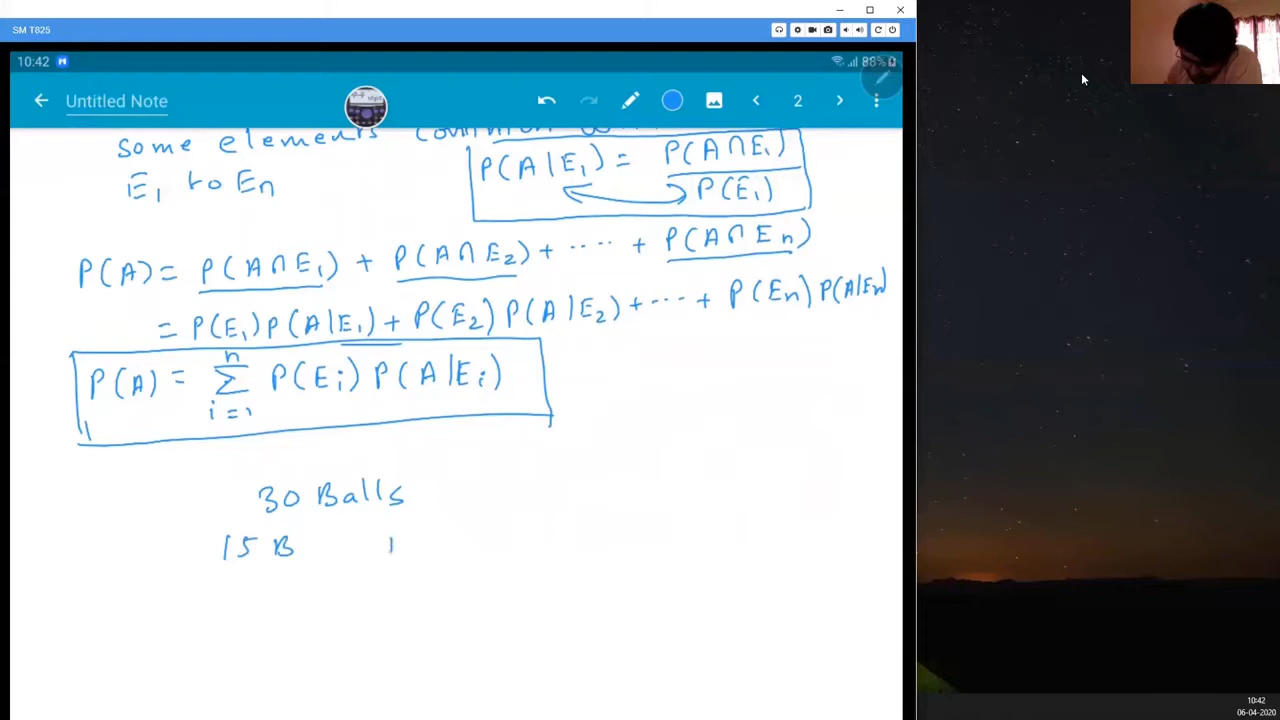 SM T825
10:42
88%
Untitled Note
2
some elements common
E₁ to Eₙ
P(A|E₁) = P(A∩E₁) / P(E₁)
P(A) = P(A∩E₁) + P(A∩E₂) + ···· + P(A∩Eₙ)
= P(E₁)P(A|E₁) + P(E₂)P(A|E₂) + ··· + P(Eₙ)P(A|Eₙ)
P(A) = n Σ i=1 P(Eᵢ)P(A|Eᵢ)
30 Balls
15 B
10:42
06-04-2020